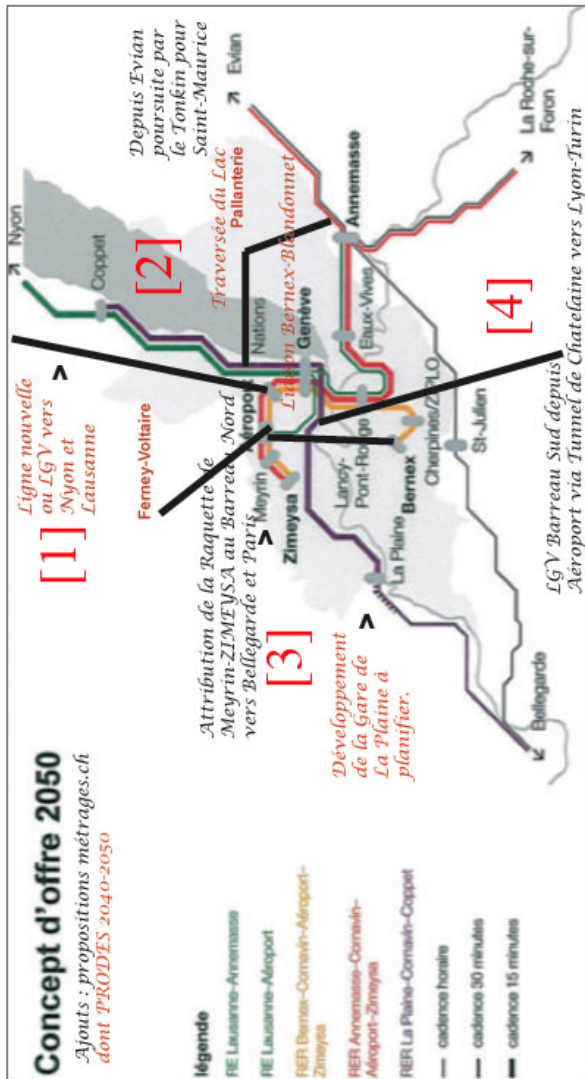 Concept d'offre 2050
Ajouts : propositions métrages.ch
dont PRODES 2040-2050
légende
RE Lausanne–Annemasse
RE Lausanne–Aéroport
RER Bernex–Cornavin–Aéroport–
Zimeysa
RER Annemasse–Cornavin–
Aéroport–Zimeysa
RER La Plaine–Cornavin–Coppet
cadence horaire
cadence 30 minutes
cadence 15 minutes
[1]
Ligne nouvelle
ou LGV vers
Nyon et
Lausanne
Nyon
Coppet
[2]
Depuis Evian
poursuite par
le Tonkin pour
Saint-Maurice
Evian
Traversée du Lac
Pallanterie
Ferney-Voltaire
Nations
Genève
Liaison Bernex-Blandonnet
Annemasse
La Roche-sur-
Foron
Attribution de la Raquette de
Meyrin-ZIMEYSA au Barreau Nord
vers Bellegarde et Paris
[3]
Aéroport
Meyrin
Zimeysa
Eaux-Vives
Lancy-
Pont-Rouge
Bernex
Cherpines/ZIPLO
St-Julien
[4]
La Plaine
Développement
de la Gare de
La Plaine à
planifier.
Bellegarde
LGV Barreau Sud depuis
Aéroport via Tunnel de Chatelaine vers Lyon-Turin